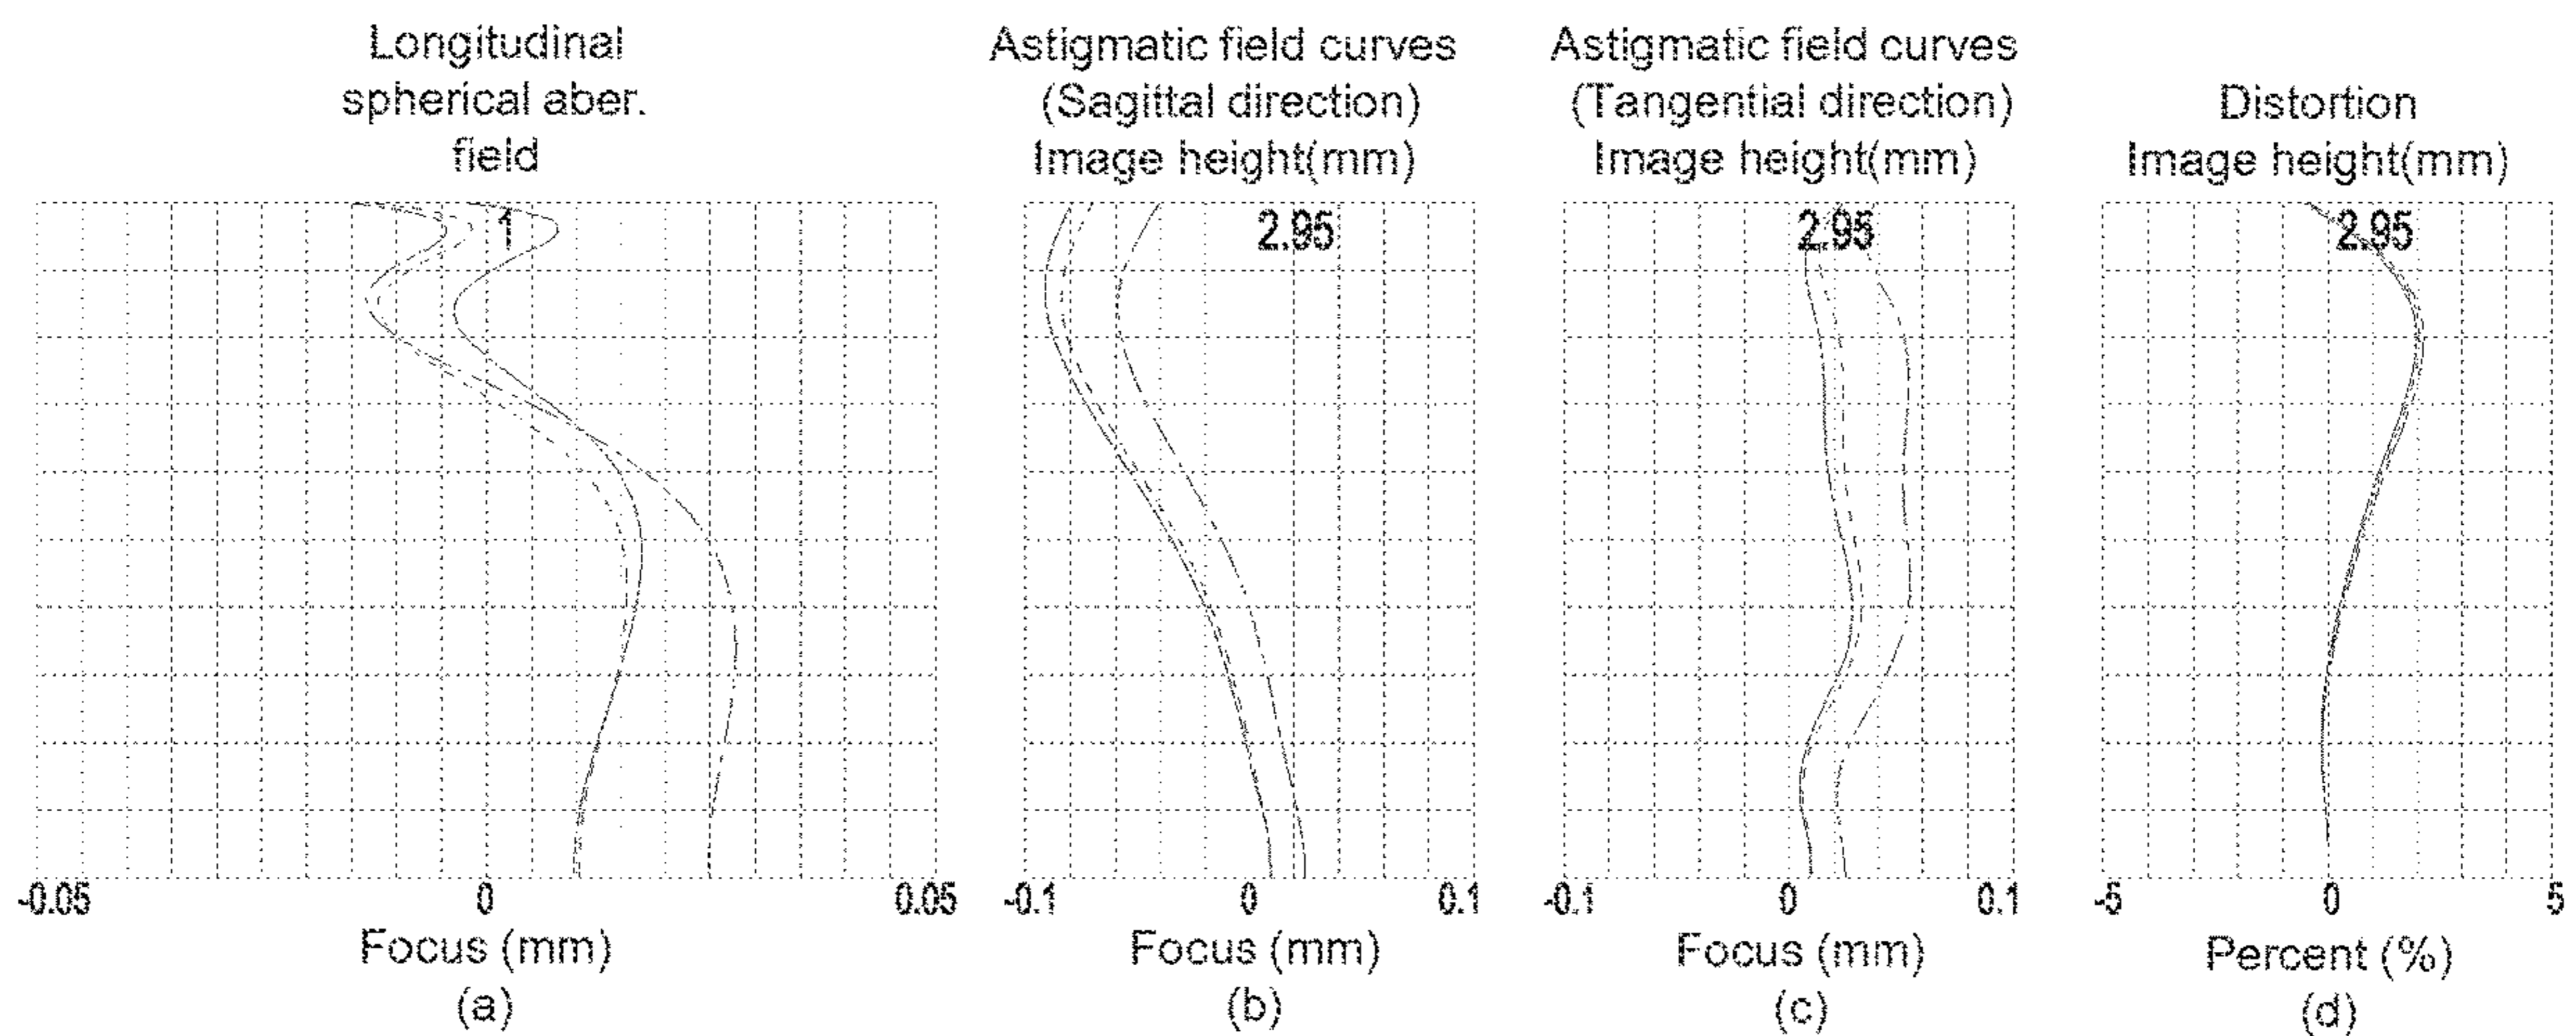 Longitudinal
spherical aber.
field
1
-0.05 0 0.05
Focus (mm)
(a)
Astigmatic field curves
(Sagittal direction)
Image height(mm)
2.95
-0.1 0 0.1
Focus (mm)
(b)
Astigmatic field curves
(Tangential direction)
Image height(mm)
2.95
-0.1 0 0.1
Focus (mm)
(c)
Distortion
Image height(mm)
2.95
-5 0 5
Percent (%)
(d)